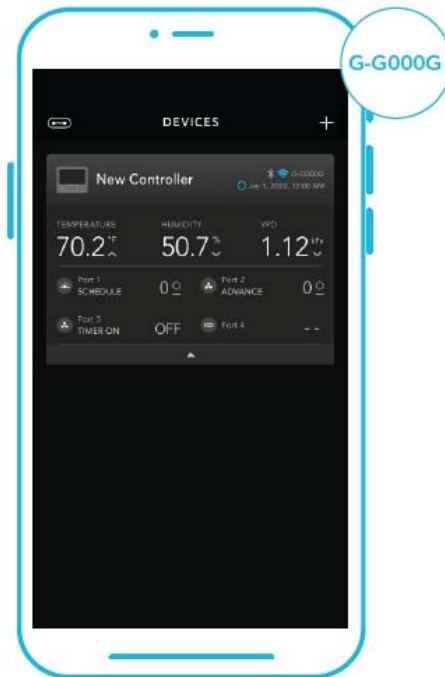 G-G000G
DEVICES
New Controller
G-G000G
Jan 1, 2022, 12:00 AM
TEMPERATURE HUMIDITY VPD
70.2 °F 50.7 % 1.12 kPa
Port 1 Port 2
SCHEDULE 0 ADVANCE 0
Port 3 Port 4
TIMER ON OFF - -